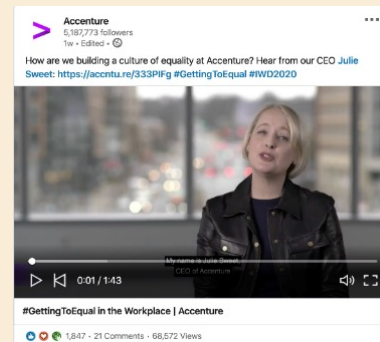 Accenture
5,187,773 followers
1w • Edited •
How are we building a culture of equality at Accenture? Hear from our CEO Julie
Sweet: https://accntu.re/333PIFg #GettingToEqual #IWD2020
My name is Julie Sweet,
CEO of Accenture
0:01 / 1:43
#GettingToEqual in the Workplace | Accenture
1,847 • 21 Comments • 68,572 Views